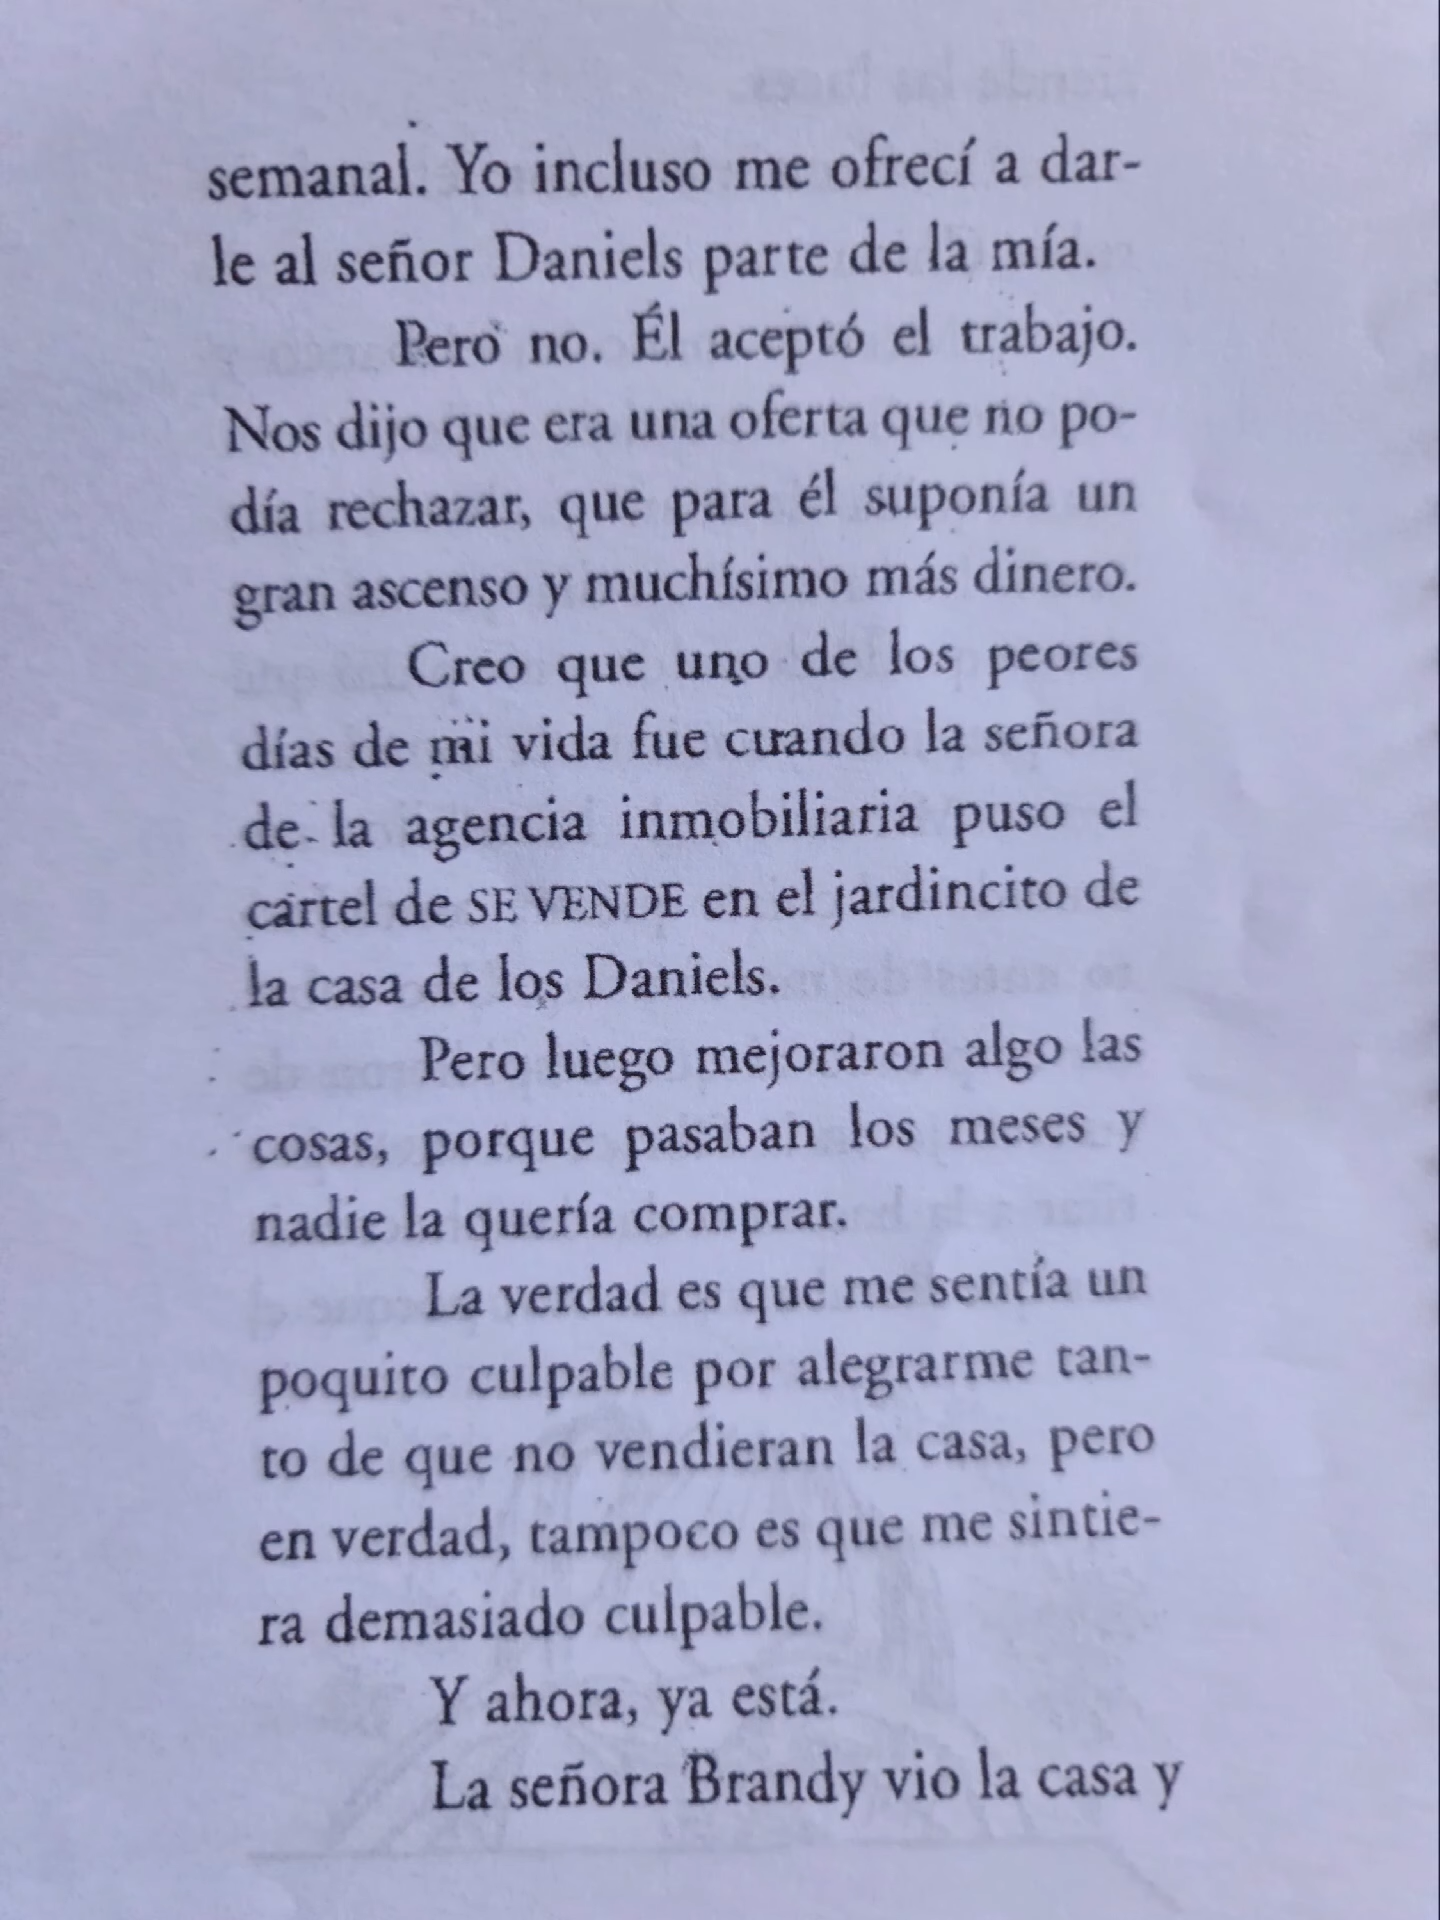 semanal. Yo incluso me ofrecí a dar-
le al señor Daniels parte de la mía.
Pero no. Él aceptó el trabajo.
Nos dijo que era una oferta que no po-
día rechazar, que para él suponía un
gran ascenso y muchísimo más dinero.
Creo que uno de los peores
días de mi vida fue cuando la señora
de la agencia inmobiliaria puso el
cartel de SE VENDE en el jardincito de
la casa de los Daniels.
Pero luego mejoraron algo las
cosas, porque pasaban los meses y
nadie la quería comprar.
La verdad es que me sentía un
poquito culpable por alegrarme tan-
to de que no vendieran la casa, pero
en verdad, tampoco es que me sintie-
ra demasiado culpable.
Y ahora, ya está.
La señora Brandy vio la casa y